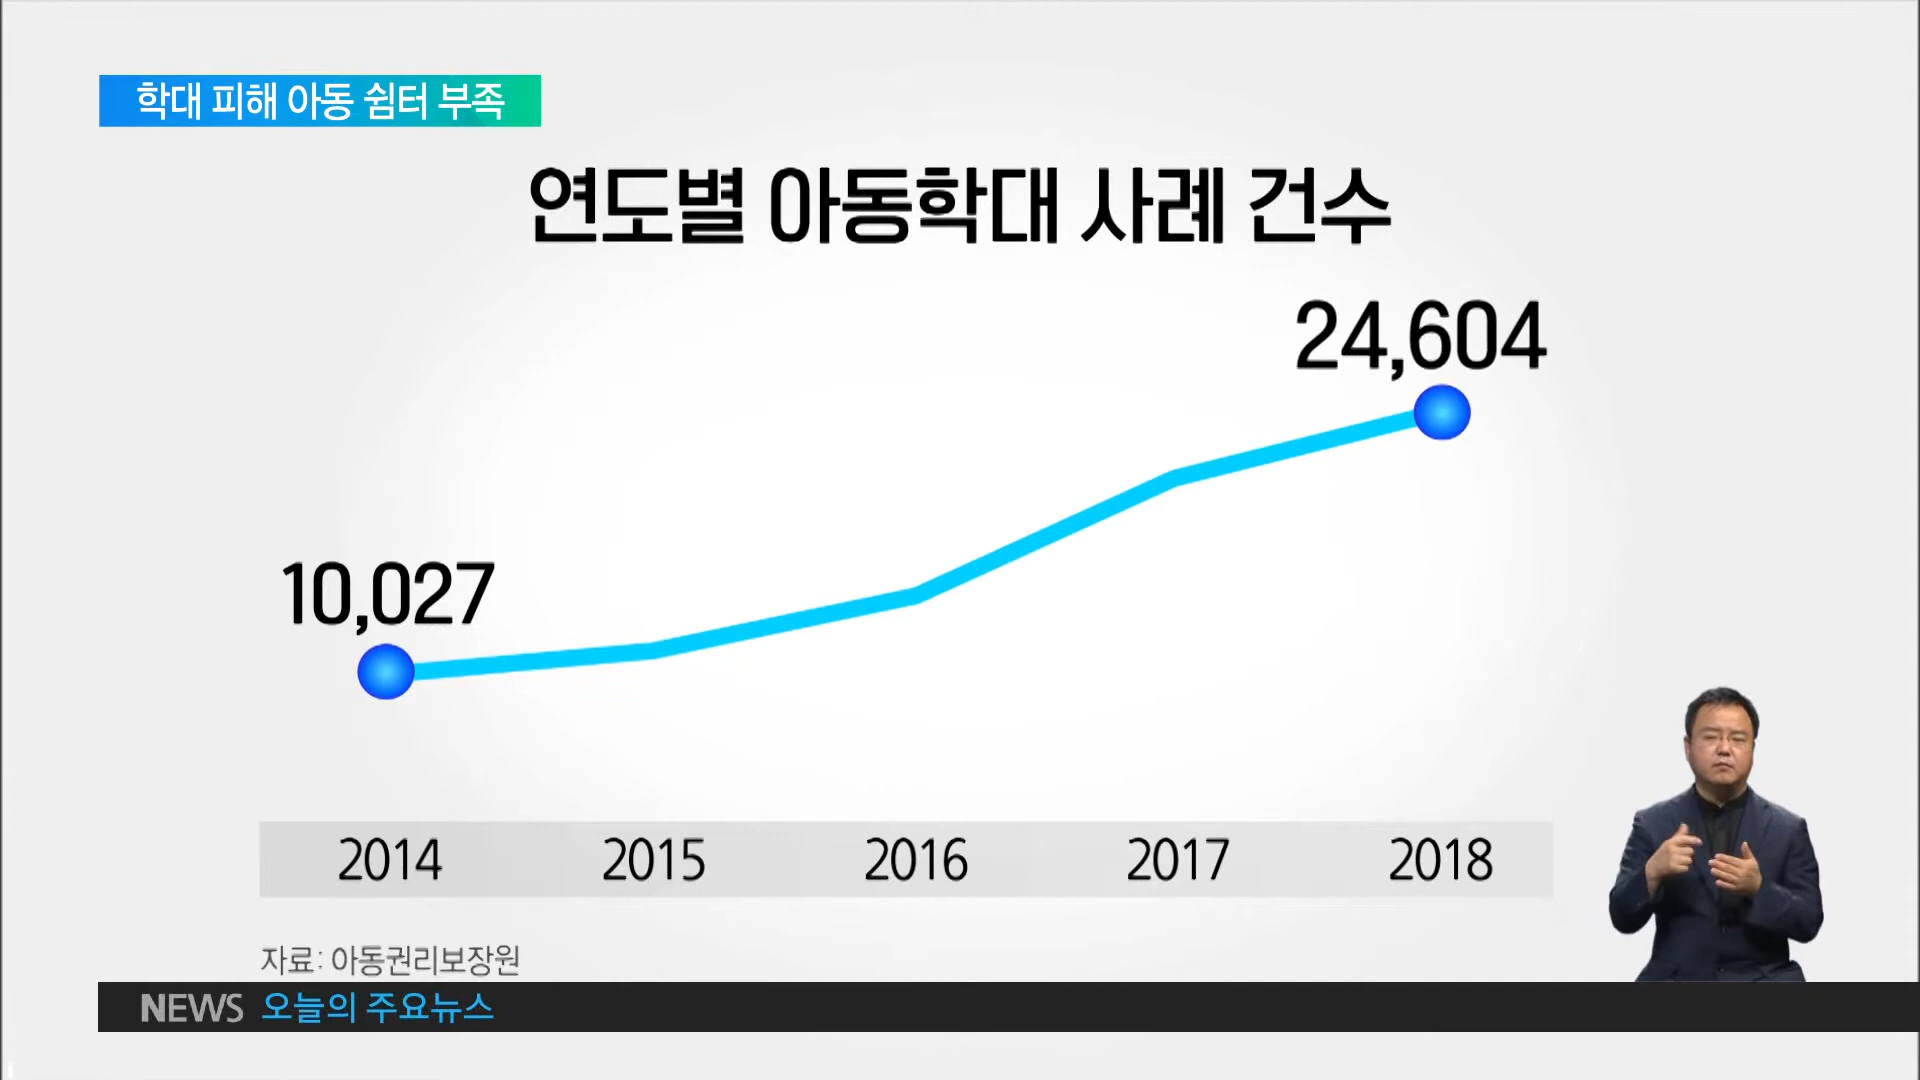 학대 피해 아동 쉼터 부족
연도별 아동학대 사례 건수
24,604
10,027
2014 2015 2016 2017 2018
자료: 아동권리보장원
NEWS 오늘의 주요뉴스